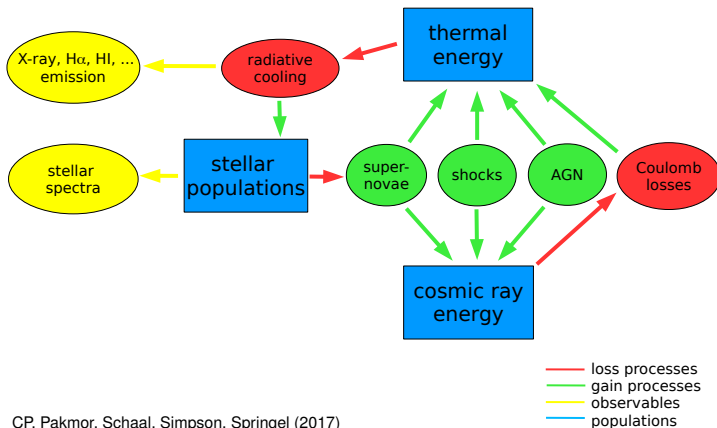 thermal
energy
X-ray, Hα, HI, ...
emission
radiative
cooling
stellar
spectra
stellar
populations
super-
novae
shocks
AGN
Coulomb
losses
cosmic ray
energy
loss processes
gain processes
observables
populations
CP, Pakmor, Schaal, Simpson, Springel (2017)